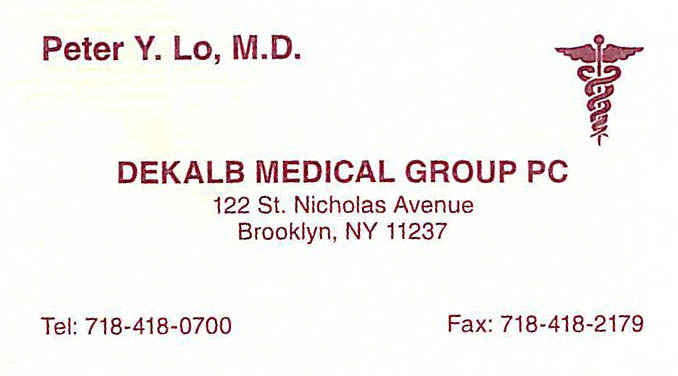 Peter Y. Lo, M.D.
DEKALB MEDICAL GROUP PC
122 St. Nicholas Avenue
Brooklyn, NY 11237
Tel: 718-418-0700
Fax: 718-418-2179